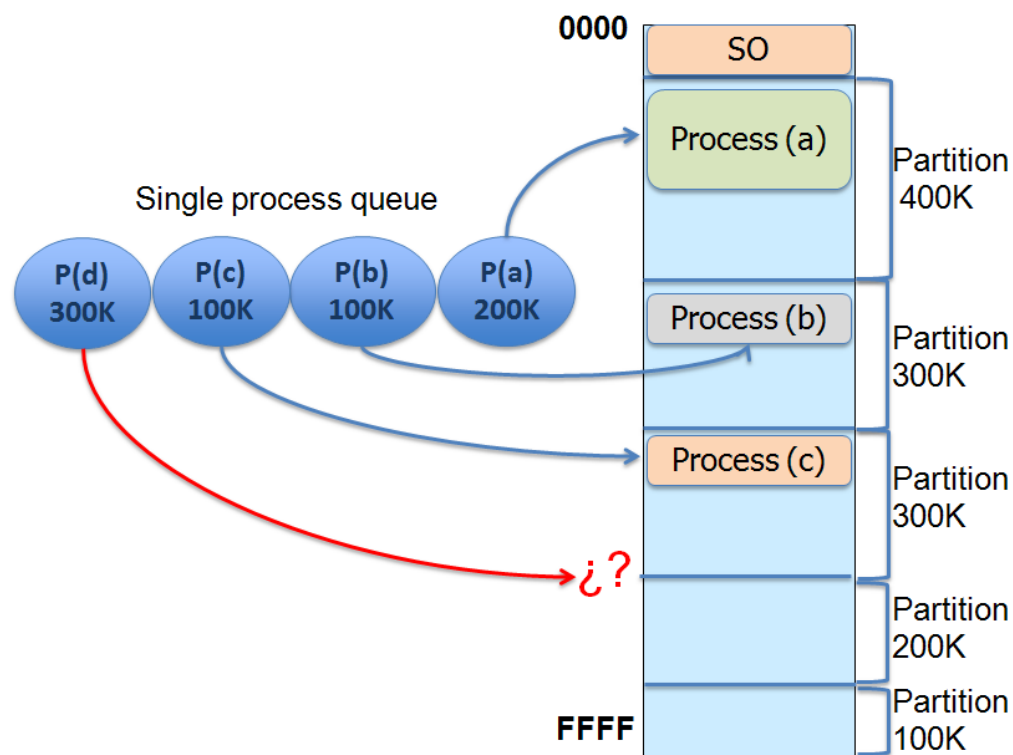 0000
SO
Process (a)
Partition
400K
Single process queue
P(d)
300K
P(c)
100K
P(b)
100K
P(a)
200K
Process (b)
Partition
300K
Process (c)
Partition
300K
¿?
Partition
200K
Partition
100K
FFFF